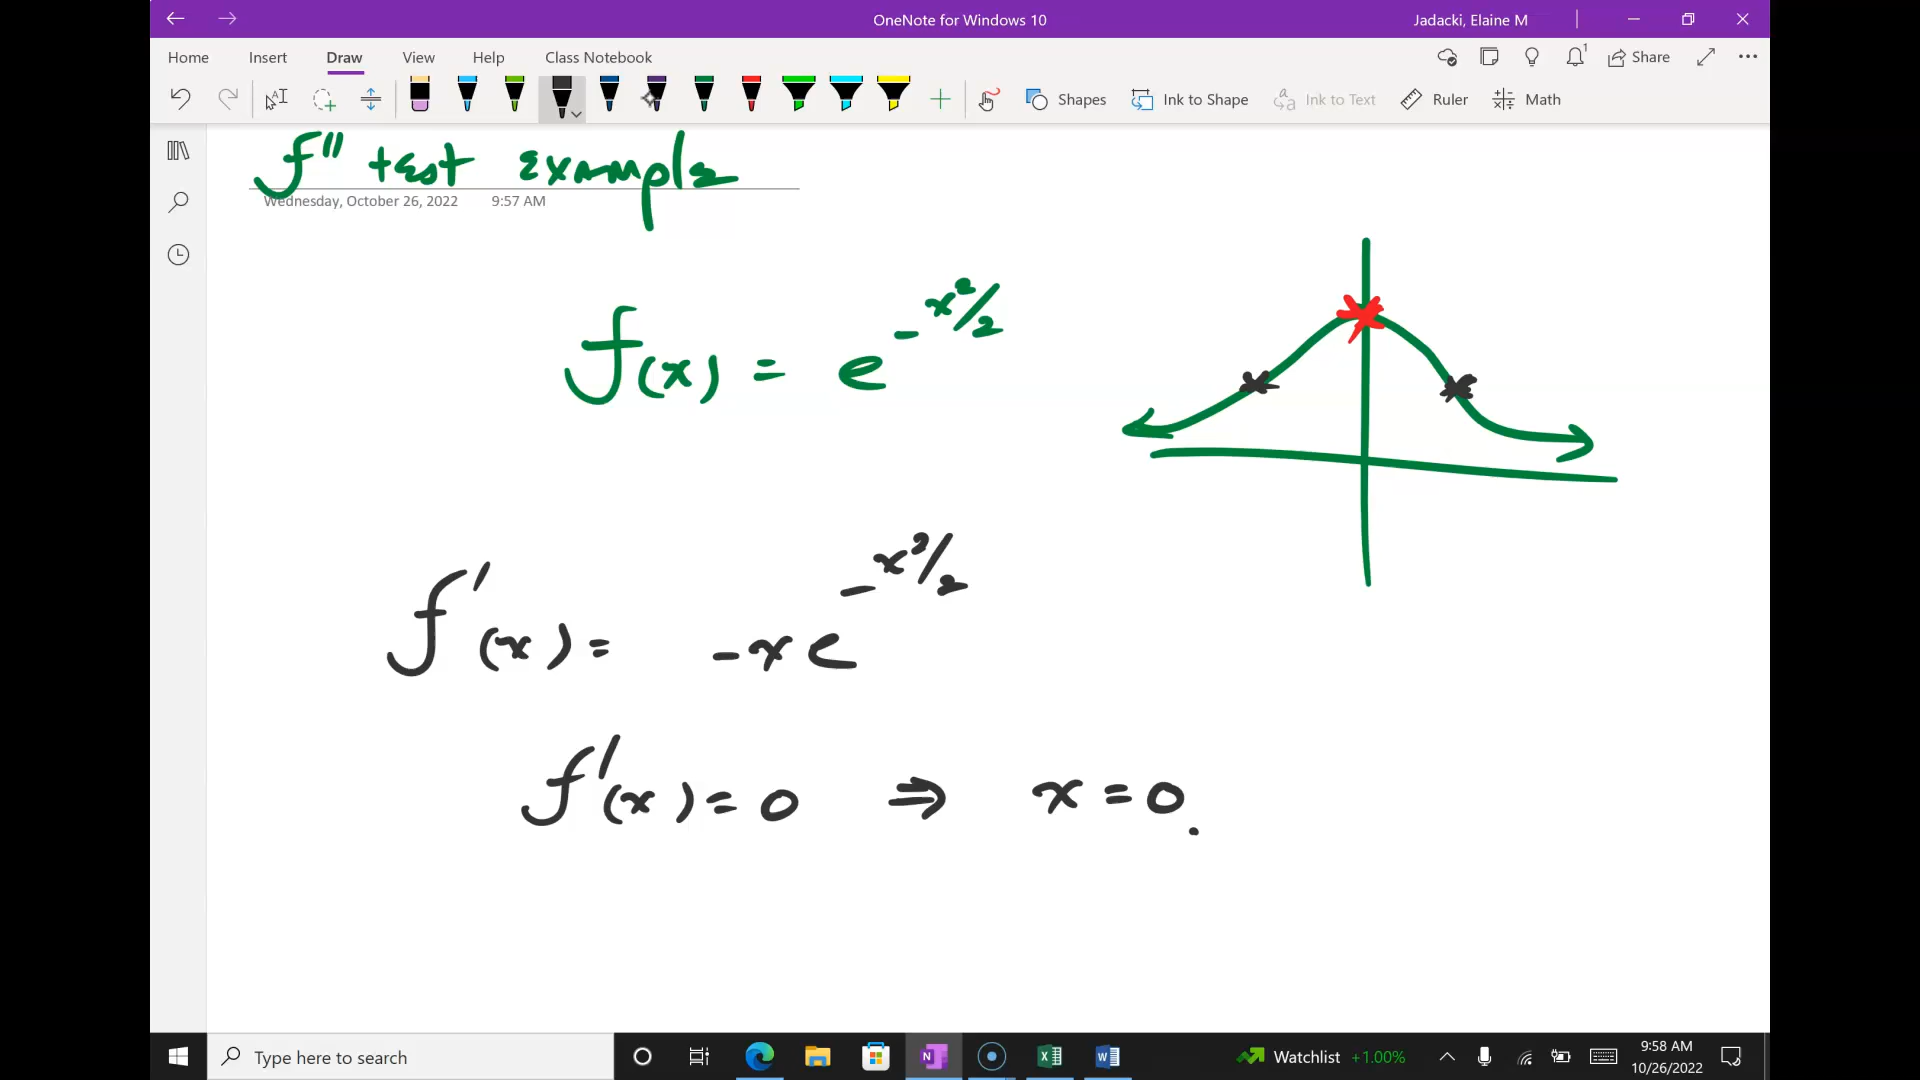 OneNote for Windows 10
Jadacki, Elaine M
Home Insert Draw View Help Class Notebook
1 Share
Shapes Ink to Shape Ink to Text Ruler Math
f'' test example
Wednesday, October 26, 2022 9:57 AM
f(x) = e^{-x²/2}
f'(x) = -xe^{-x²/2}
f'(x) = 0 ⇒ x = 0.
Type here to search
Watchlist +1.00%
9:58 AM
10/26/2022